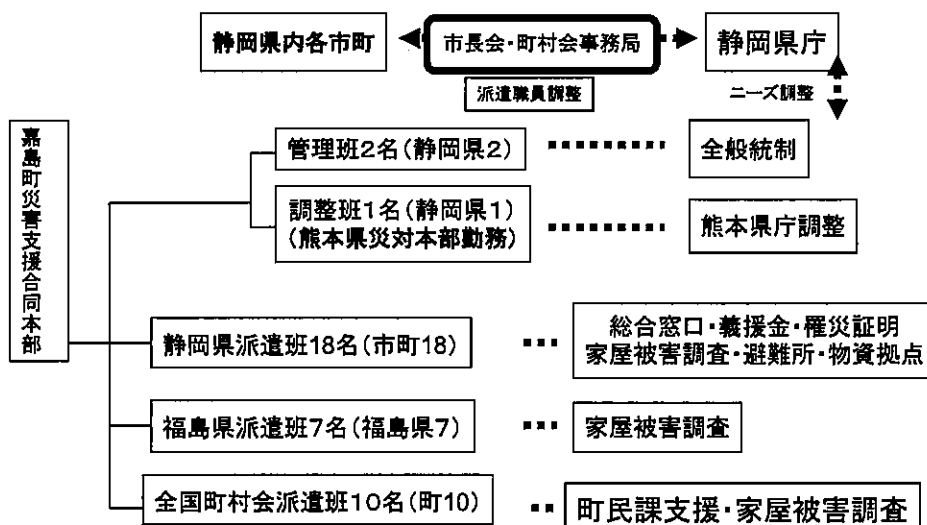 静岡県内各市町
市長会・町村会事務局
静岡県庁
派遣職員調整
ニーズ調整
嘉島町災害支援合同本部
管理班2名(静岡県2)
全般統制
調整班1名(静岡県1)
(熊本県災対本部勤務)
熊本県庁調整
静岡県派遣班18名(市町18)
総合窓口・義援金・罹災証明
家屋被害調査・避難所・物資拠点
福島県派遣班7名(福島県7)
家屋被害調査
全国町村会派遣班10名(町10)
町民課支援・家屋被害調査